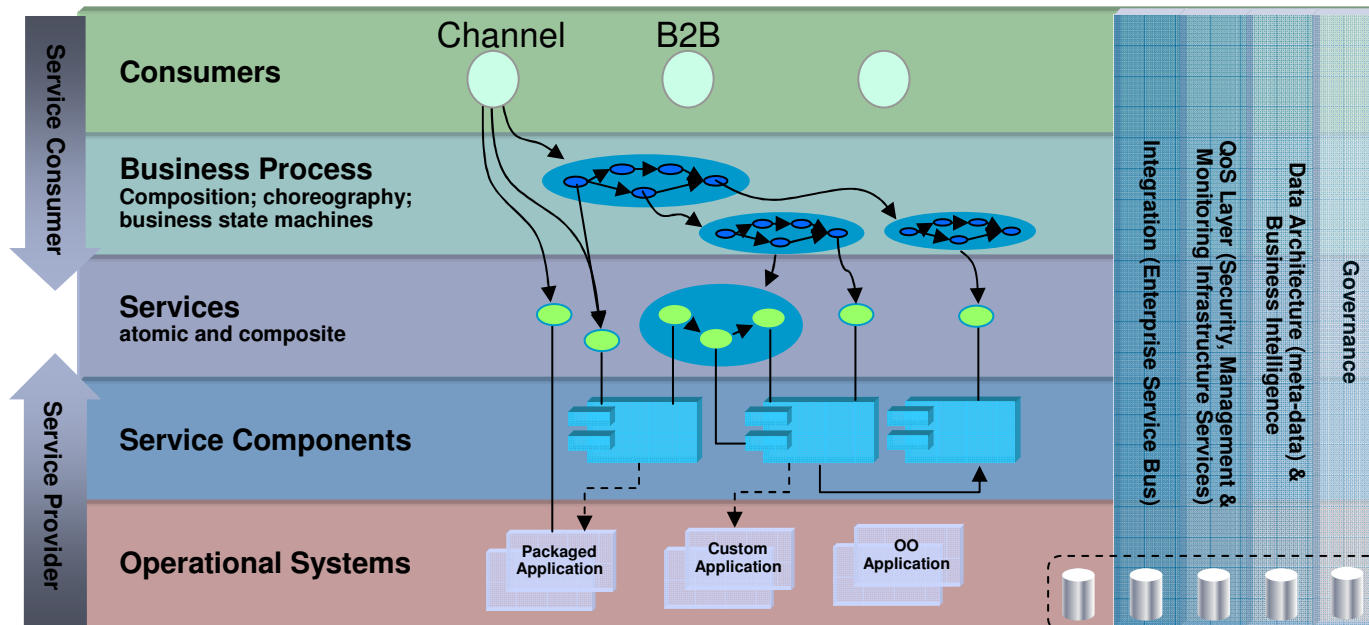 Channel
B2B
Consumers
Business Process
Composition; choreography;
business state machines
Services
atomic and composite
Service Components
Operational Systems
Packaged
Application
Custom
Application
OO
Application
Service Consumer
Service Provider
Integration (Enterprise Service Bus)
QoS Layer (Security, Management &
Monitoring Infrastructure Services)
Data Architecture (meta-data) &
Business Intelligence
Governance